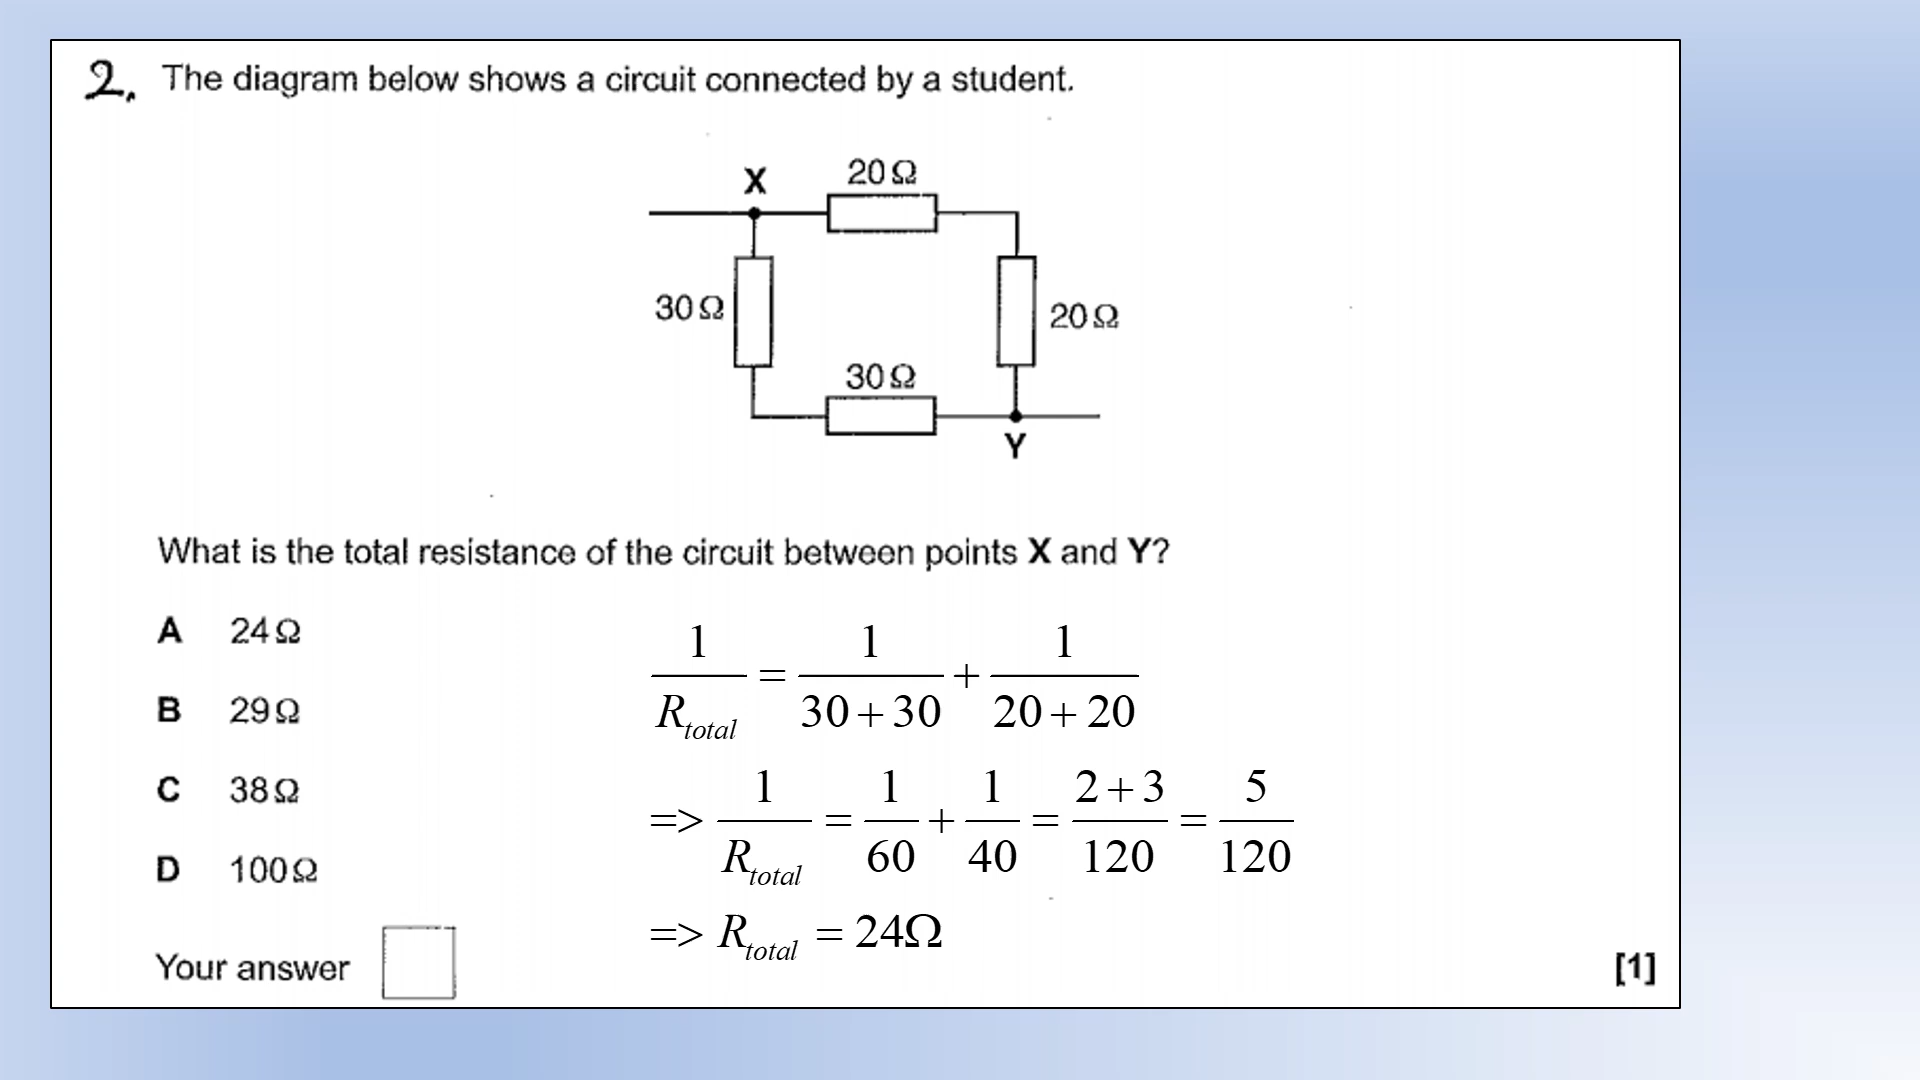 2. The diagram below shows a circuit connected by a student.
X
20 Ω
30 Ω
20 Ω
30 Ω
Y
What is the total resistance of the circuit between points X and Y?
A 24 Ω
B 29 Ω
C 38 Ω
D 100 Ω
Your answer
1/R_total = 1/(30+30) + 1/(20+20)
=> 1/R_total = 1/60 + 1/40 = (2+3)/120 = 5/120
=> R_total = 24Ω
[1]